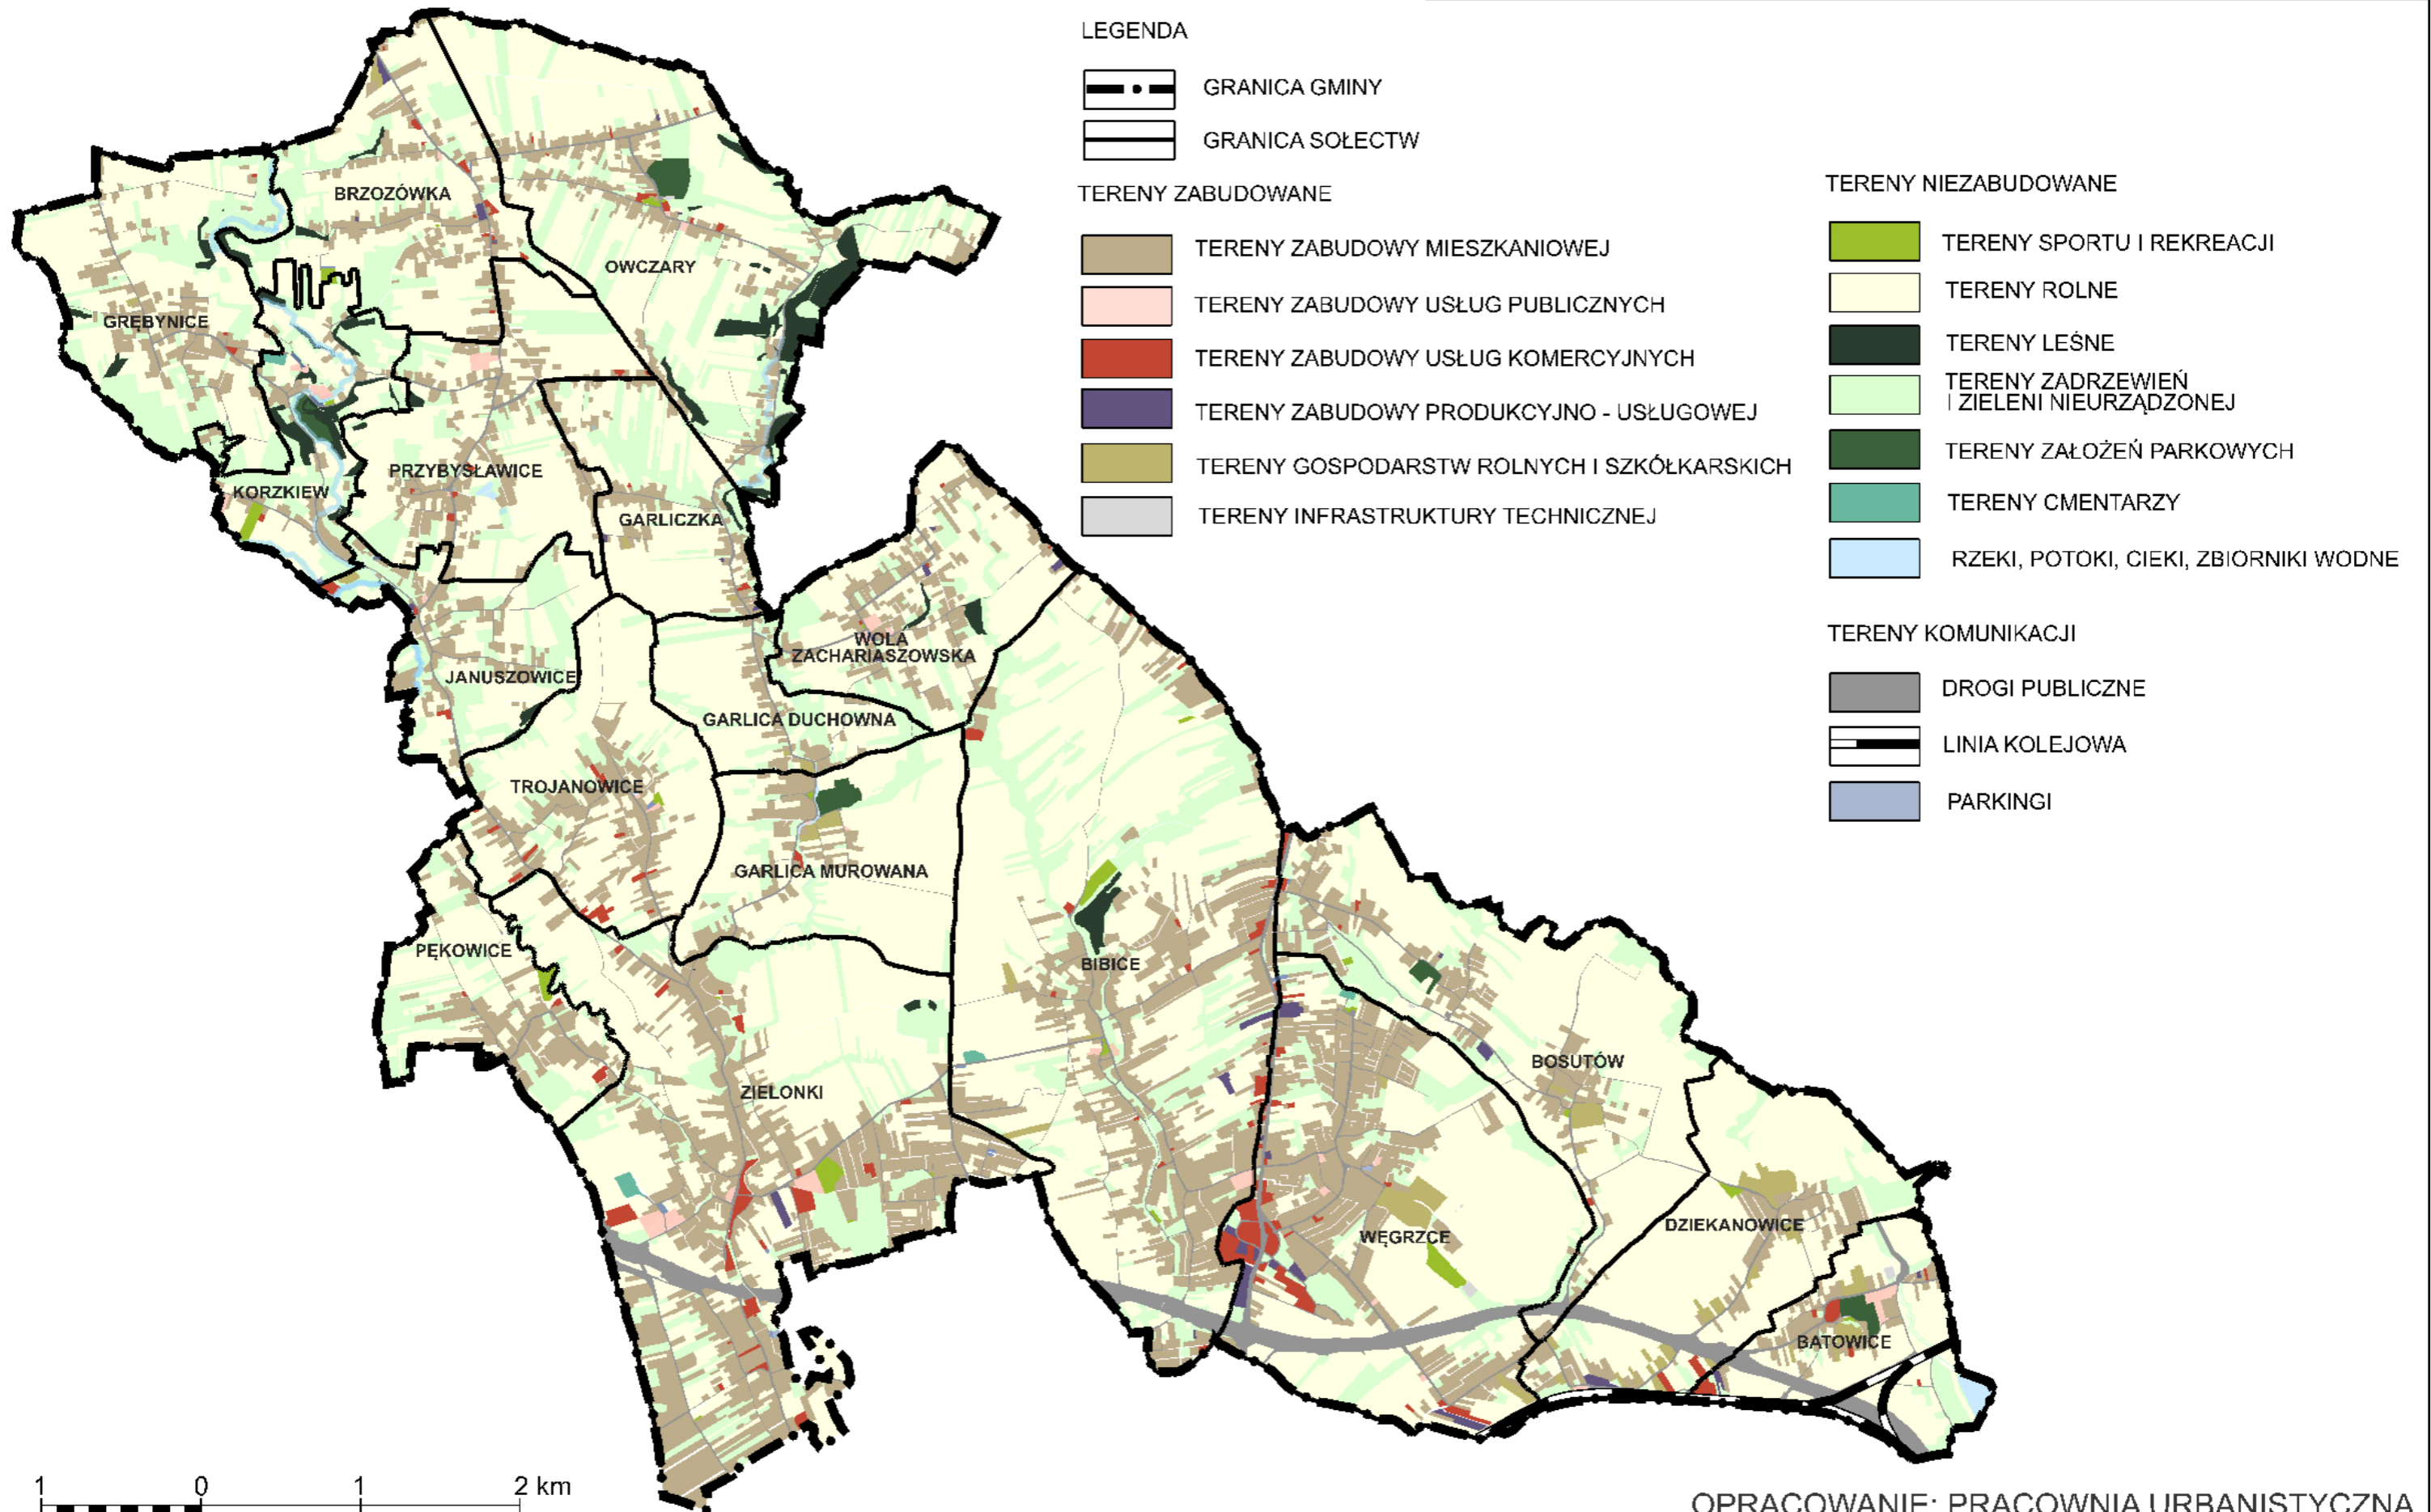 LEGENDA
GRANICA GMINY
GRANICA SOŁECTW
TERENY ZABUDOWANE
TERENY ZABUDOWY MIESZKANIOWEJ
TERENY ZABUDOWY USŁUG PUBLICZNYCH
TERENY ZABUDOWY USŁUG KOMERCYJNYCH
TERENY ZABUDOWY PRODUKCYJNO - USŁUGOWEJ
TERENY GOSPODARSTW ROLNYCH I SZKÓŁKARSKICH
TERENY INFRASTRUKTURY TECHNICZNEJ
TERENY NIEZABUDOWANE
TERENY SPORTU I REKREACJI
TERENY ROLNE
TERENY LEŚNE
TERENY ZADRZEWIEŃ
I ZIELENI NIEURZĄDZONEJ
TERENY ZAŁOŻEŃ PARKOWYCH
TERENY CMENTARZY
RZEKI, POTOKI, CIEKI, ZBIORNIKI WODNE
TERENY KOMUNIKACJI
DROGI PUBLICZNE
LINIA KOLEJOWA
PARKINGI
BRZOZÓWKA
OWCZARY
GRĘBYNICE
PRZYBYSŁAWICE
KORZKIEW
GARLICZKA
WOLA
ZACHARIASZOWSKA
JANUSZOWICE
GARLICA DUCHOWNA
TROJANOWICE
GARLICA MUROWANA
PĘKOWICE
BIBICE
BOSUTÓW
ZIELONKI
DZIEKANOWICE
WĘGRZCE
BATOWICE
1 0 1 2 km
OPRACOWANIE: PRACOWNIA URBANISTYCZNA